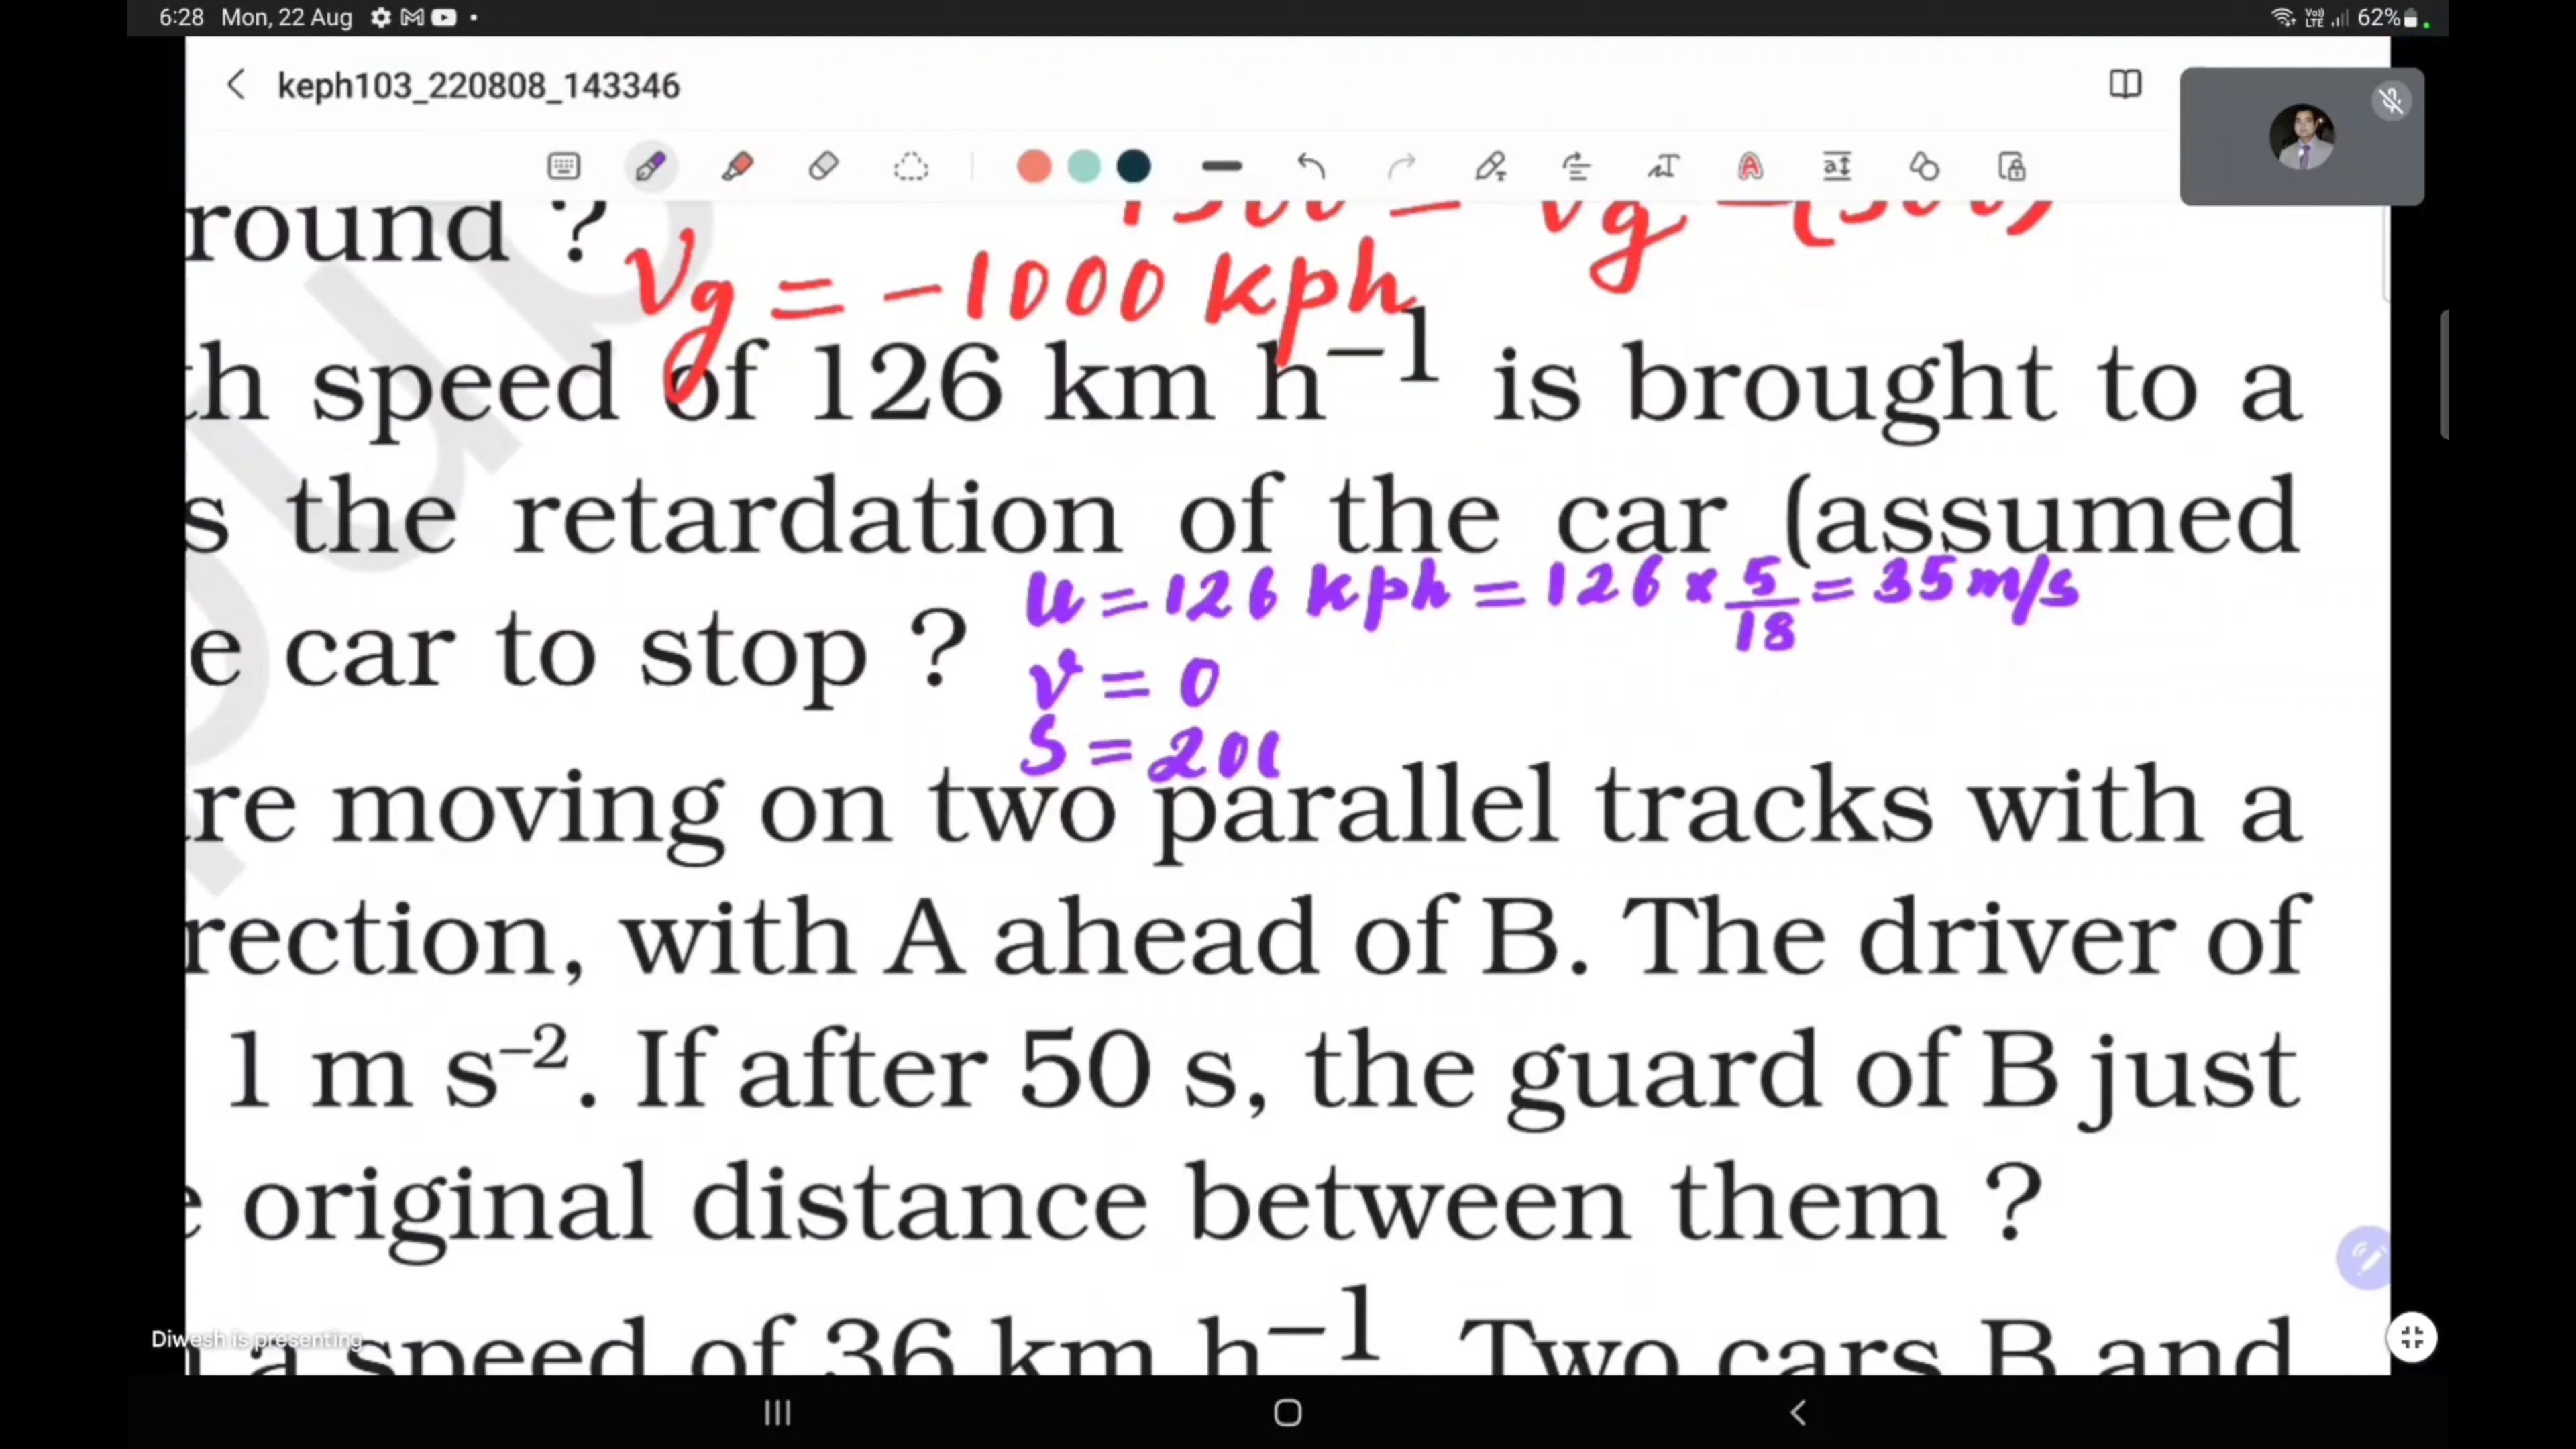 6:28 Mon, 22 Aug
62%
keph103_220808_143346
round ?
Vg = -1000 kph
th speed of 126 km h–1 is brought to a
s the retardation of the car (assumed
u = 126 kph = 126 × 5/18 = 35 m/s
e car to stop ?
v = 0
S = 20
re moving on two parallel tracks with a
rection, with A ahead of B. The driver of
1 m s–2. If after 50 s, the guard of B just
e original distance between them ?
Diwesh is presenting
a speed of 36 km h–1 Two cars B and